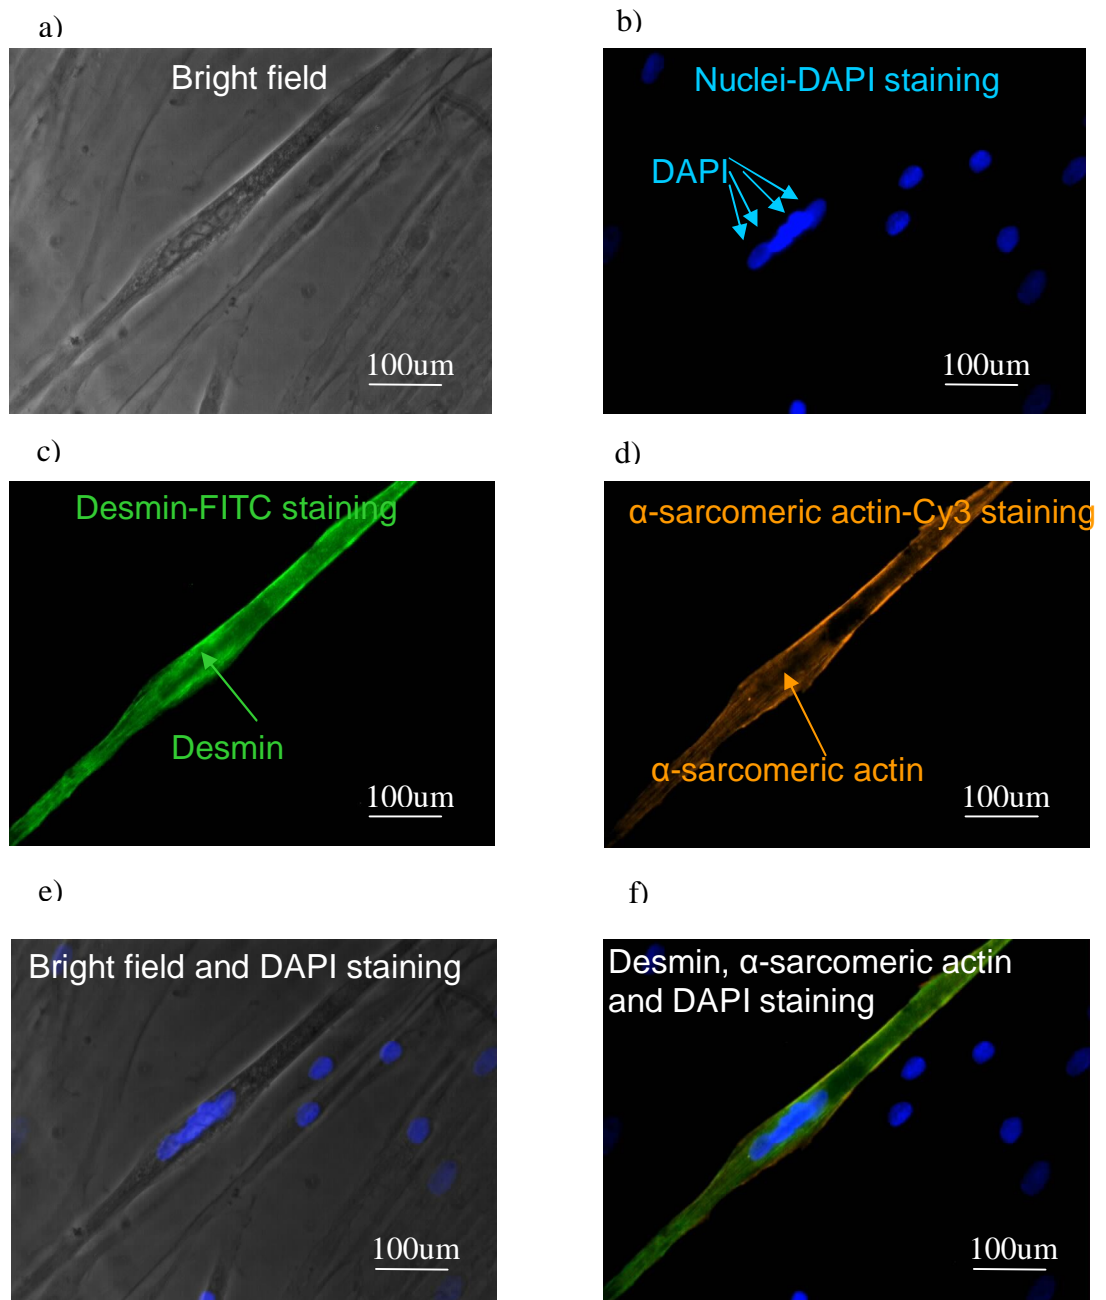 a)
Bright field
100um
b)
Nuclei-DAPI staining
DAPI
100um
c)
Desmin-FITC staining
Desmin
100um
d)
α-sarcomeric actin-Cy3 staining
α-sarcomeric actin
100um
e)
Bright field and DAPI staining
100um
f)
Desmin, α-sarcomeric actin
and DAPI staining
100um